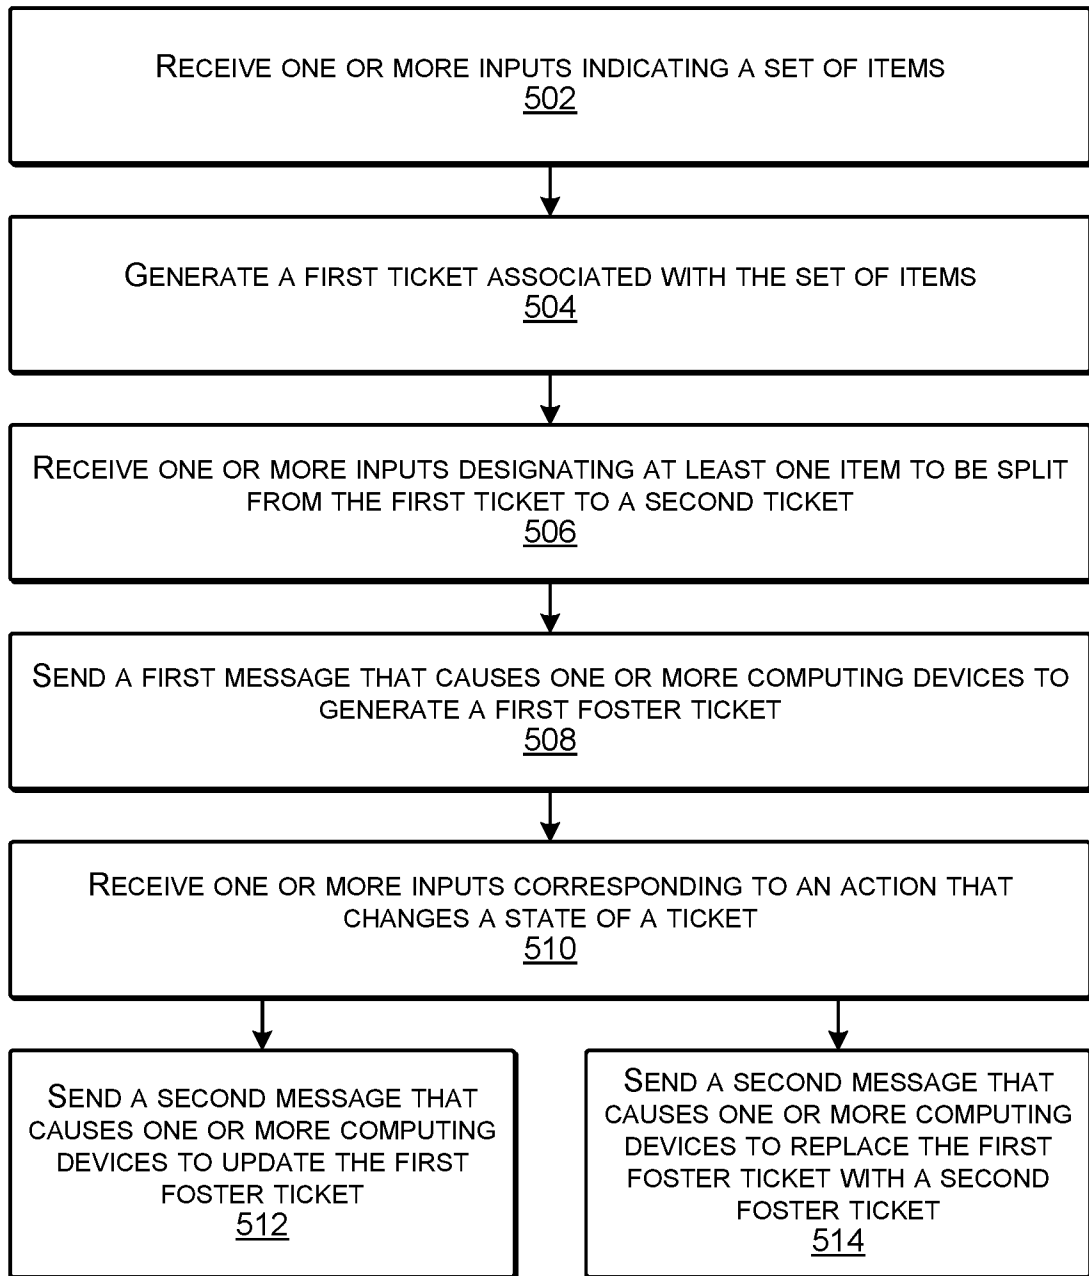 RECEIVE ONE OR MORE INPUTS INDICATING A SET OF ITEMS
502
GENERATE A FIRST TICKET ASSOCIATED WITH THE SET OF ITEMS
504
RECEIVE ONE OR MORE INPUTS DESIGNATING AT LEAST ONE ITEM TO BE SPLIT
FROM THE FIRST TICKET TO A SECOND TICKET
506
SEND A FIRST MESSAGE THAT CAUSES ONE OR MORE COMPUTING DEVICES TO
GENERATE A FIRST FOSTER TICKET
508
RECEIVE ONE OR MORE INPUTS CORRESPONDING TO AN ACTION THAT
CHANGES A STATE OF A TICKET
510
SEND A SECOND MESSAGE THAT
CAUSES ONE OR MORE COMPUTING
DEVICES TO UPDATE THE FIRST
FOSTER TICKET
512
SEND A SECOND MESSAGE THAT
CAUSES ONE OR MORE COMPUTING
DEVICES TO REPLACE THE FIRST
FOSTER TICKET WITH A SECOND
FOSTER TICKET
514